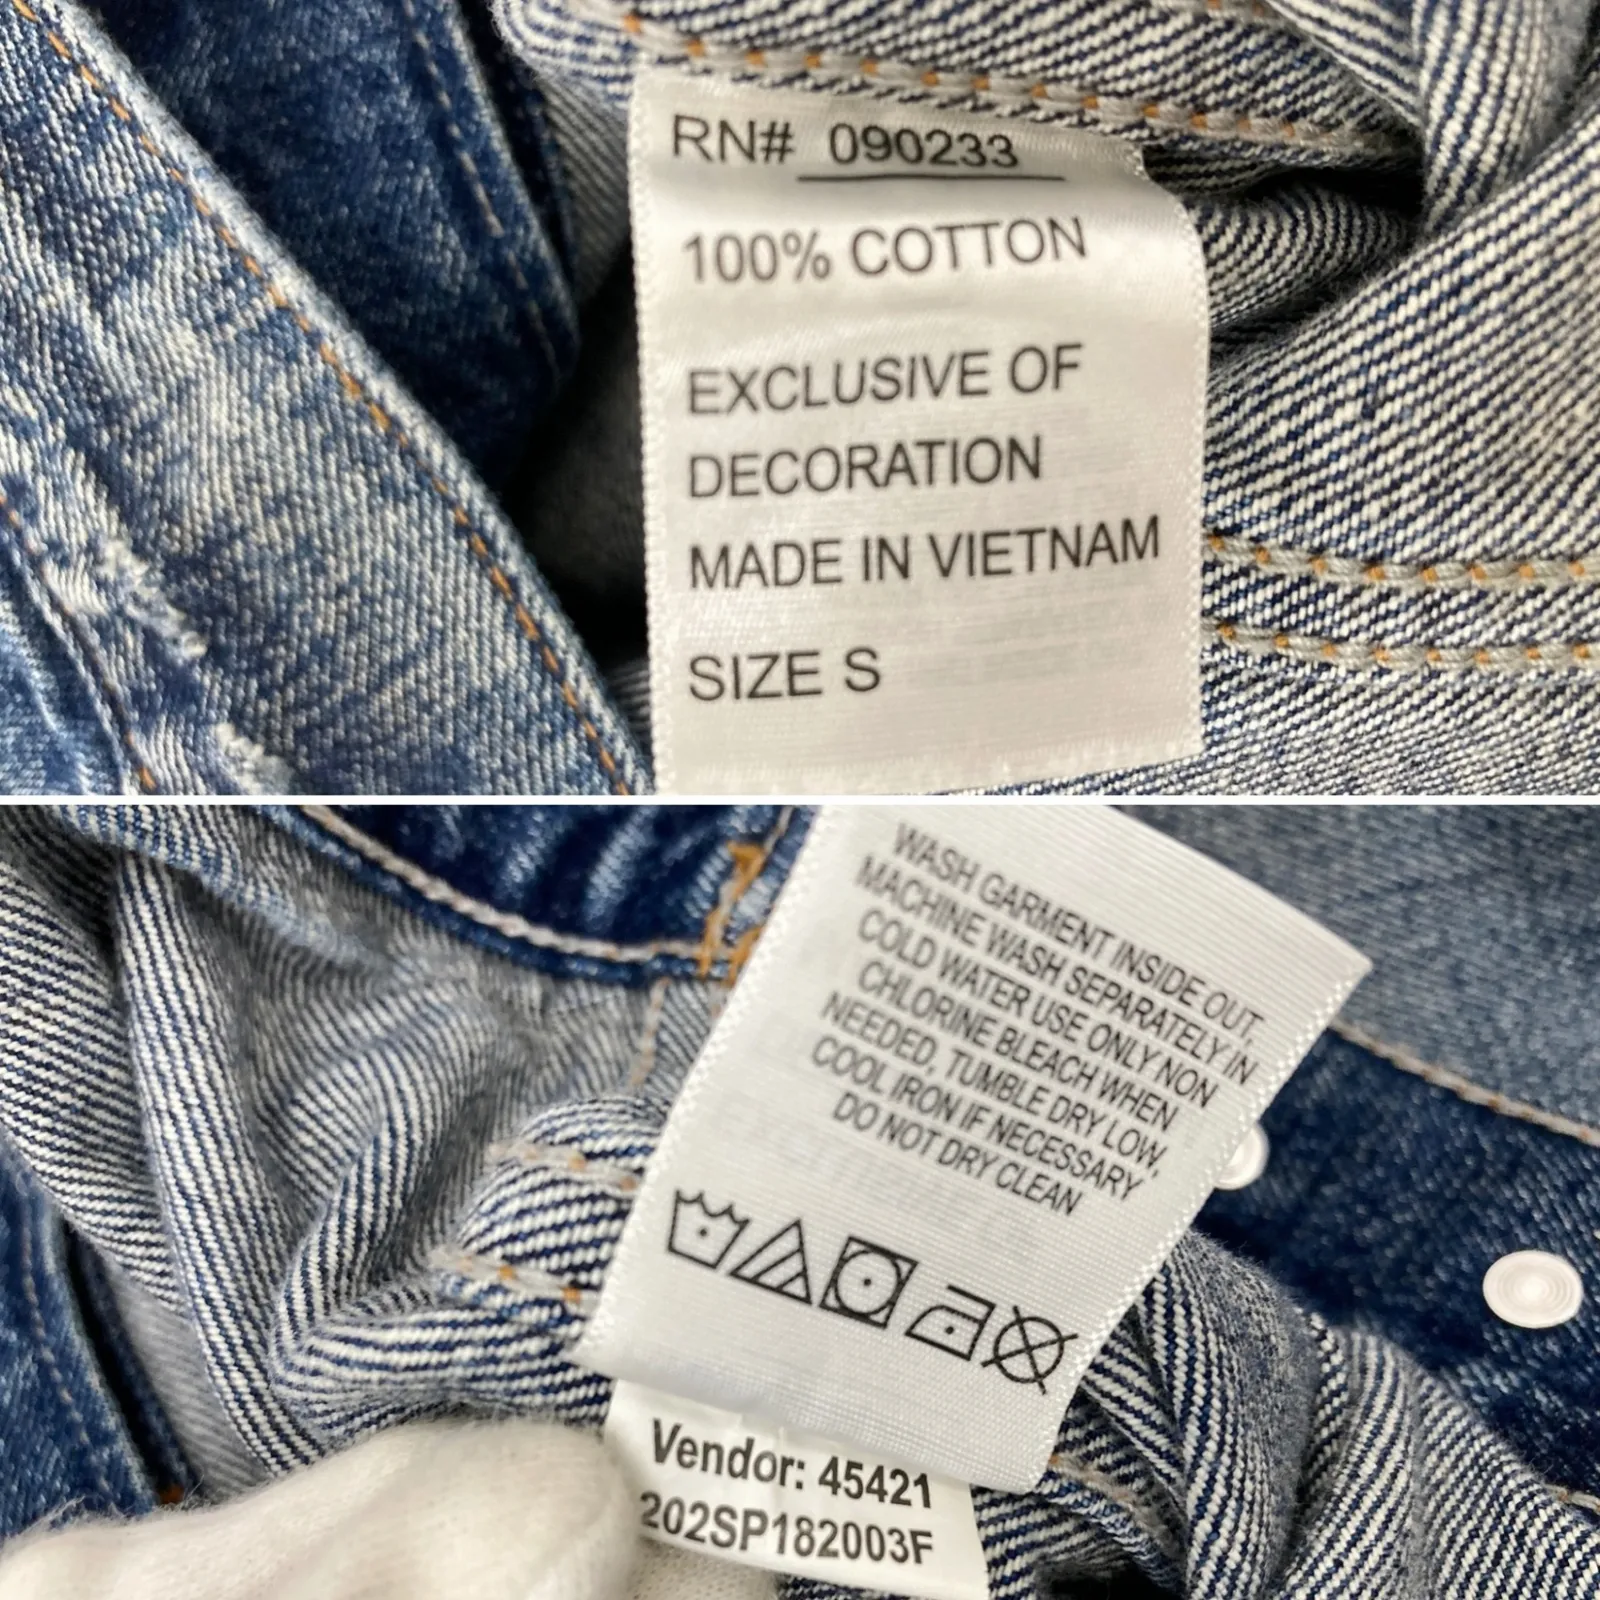 RN# 090233
100% COTTON
EXCLUSIVE OF
DECORATION
MADE IN VIETNAM
SIZE S
WASH GARMENT INSIDE OUT,
MACHINE WASH SEPARATELY IN
COLD WATER USE ONLY NON
CHLORINE BLEACH WHEN
NEEDED, TUMBLE DRY LOW,
COOL IRON IF NECESSARY
DO NOT DRY CLEAN
Vendor: 45421
202SP182003F